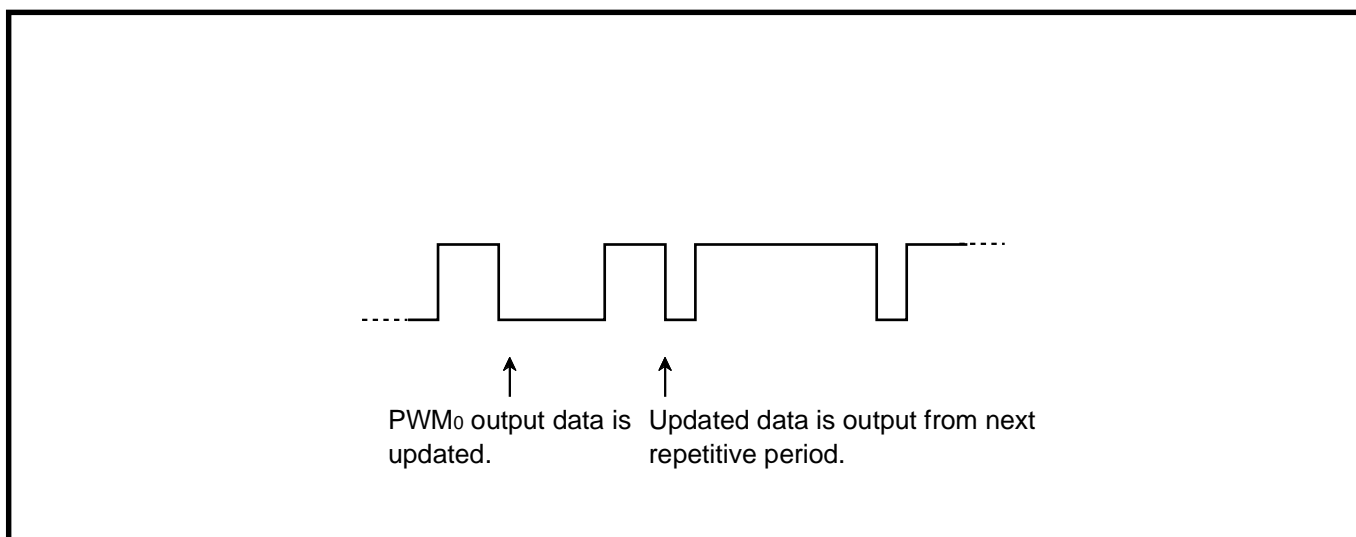 PWM0 output data is
updated.
Updated data is output from next
repetitive period.